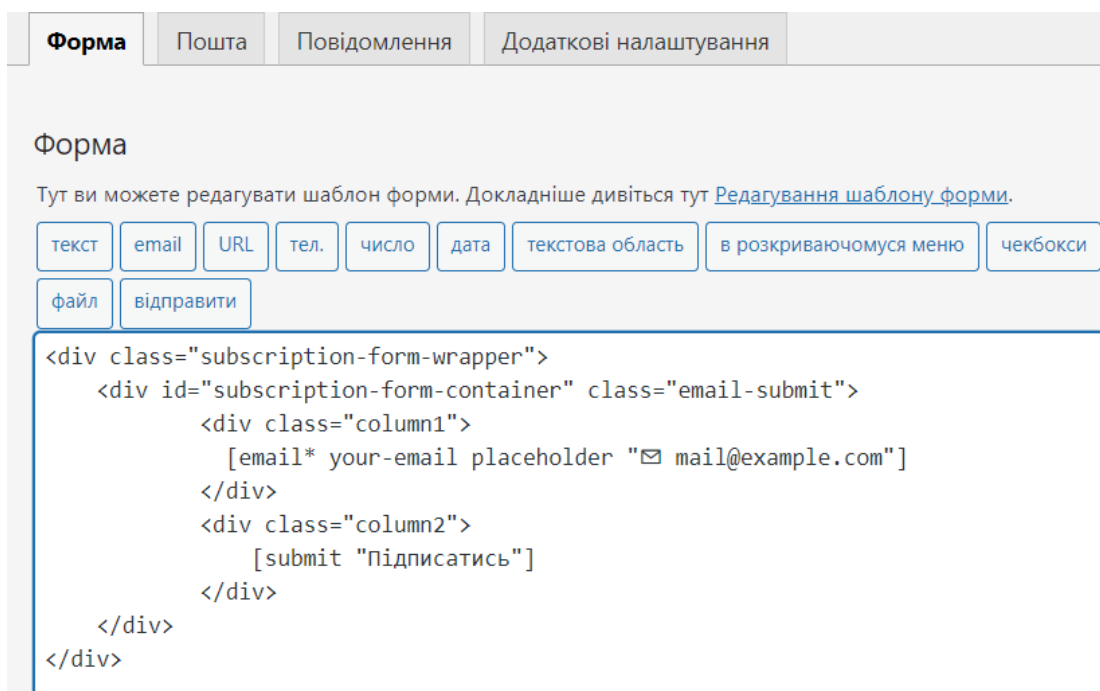 Форма Пошта Повідомлення Додаткові налаштування
Форма
Тут ви можете редагувати шаблон форми. Докладніше дивіться тут Редагування шаблону форми.
текст email URL тел. число дата текстова область в розкриваючомуся меню чекбокси
файл відправити
<div class="subscription-form-wrapper">
    <div id="subscription-form-container" class="email-submit">
            <div class="column1">
              [email* your-email placeholder "✉ mail@example.com"]
            </div>
            <div class="column2">
                [submit "Підписатись"]
            </div>
    </div>
</div>